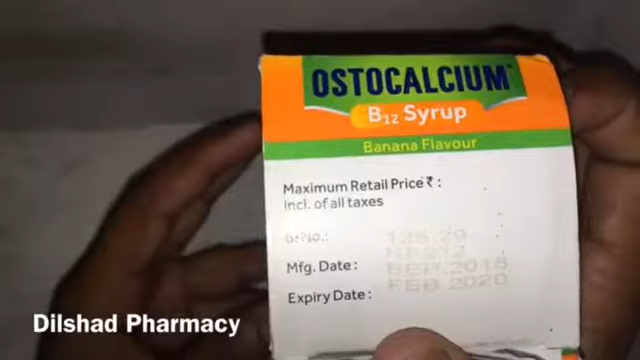 OSTOCALCIUM™
B12 Syrup
Banana Flavour
Maximum Retail Price ₹ :
Incl. of all taxes
B. No.:
Mfg. Date : SEP 2018
Expiry Date : FEB 2020
Dilshad Pharmacy